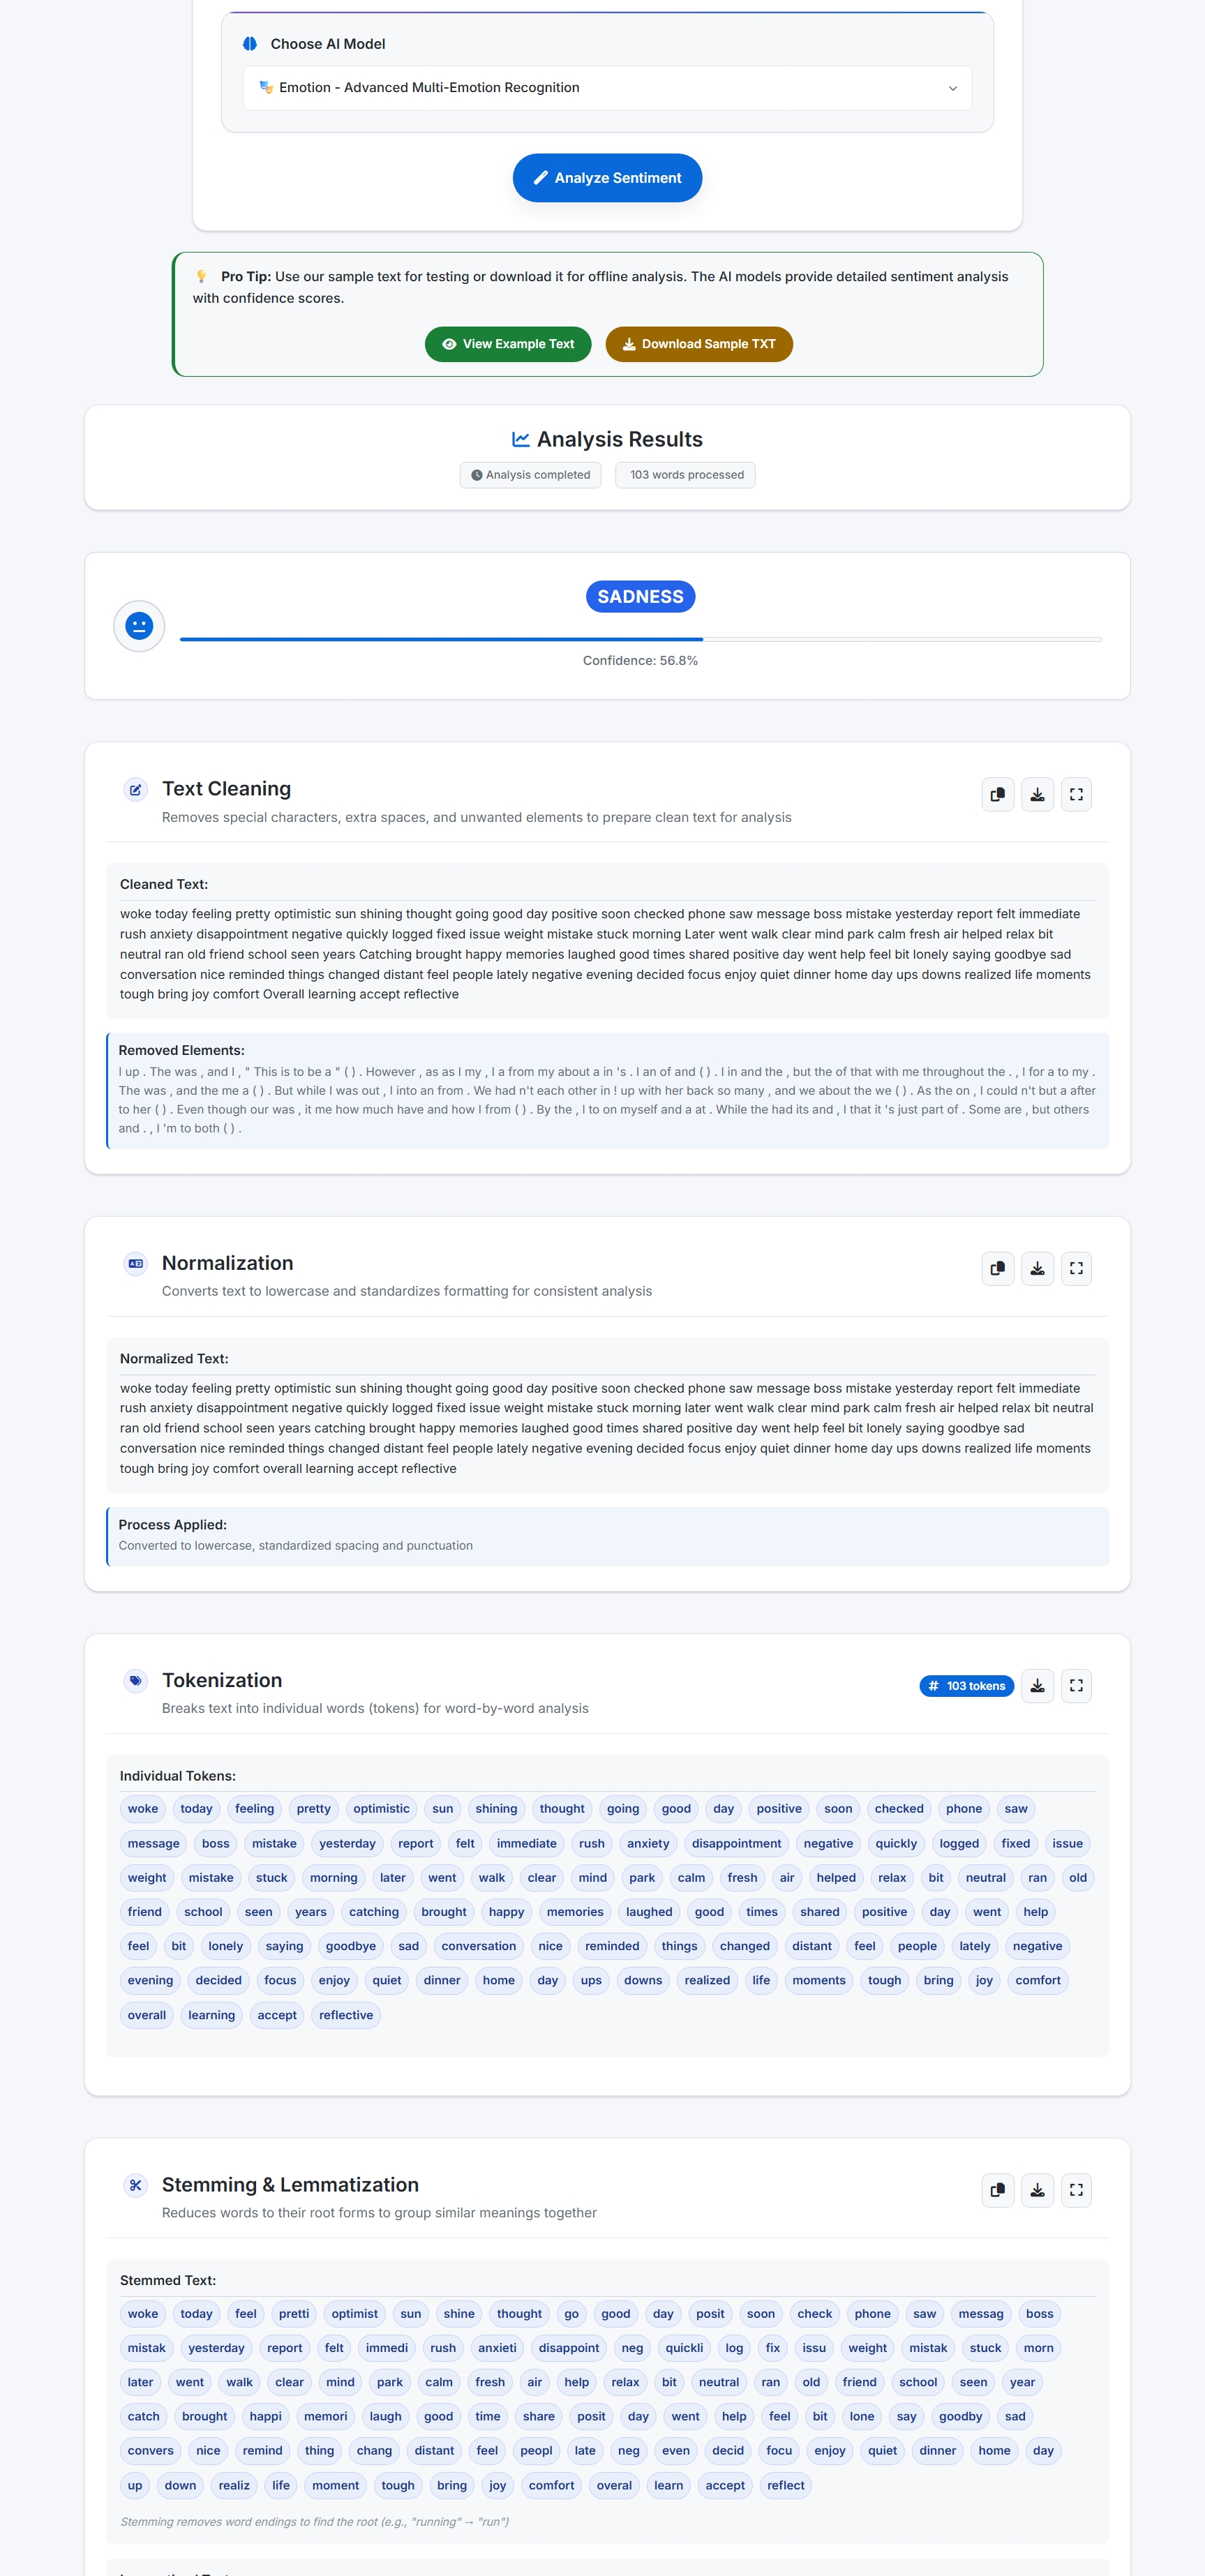 Choose AI Model
Emotion - Advanced Multi-Emotion Recognition
Analyze Sentiment
Pro Tip: Use our sample text for testing or download it for offline analysis. The AI models provide detailed sentiment analysis
with confidence scores.
View Example Text
Download Sample TXT
Analysis Results
Analysis completed
103 words processed
SADNESS
Confidence: 56.8%
Text Cleaning
Removes special characters, extra spaces, and unwanted elements to prepare clean text for analysis
Cleaned Text:
woke today feeling pretty optimistic sun shining thought going good day positive soon checked phone saw message boss mistake yesterday report felt immediate
rush anxiety disappointment negative quickly logged fixed issue weight mistake stuck morning Later went walk clear mind park calm fresh air helped relax bit
neutral ran old friend school seen years Catching brought happy memories laughed good times shared positive day went help feel bit lonely saying goodbye sad
conversation nice reminded things changed distant feel people lately negative evening decided focus enjoy quiet dinner home day ups downs realized life moments
tough bring joy comfort Overall learning accept reflective
Removed Elements:
I up . The was , and I , " This is to be a " ( ) . However , as as I my , I a from my about a in 's . I an of and ( ) . I in and the , but the of that with me throughout the . , I for a to my .
The was , and the me a ( ) . But while I was out , I into an from . We had n't each other in ! up with her back so many , and we about the we ( ) . As the on , I could n't but a after
to her ( ) . Even though our was , it me how much have and how I from ( ) . By the , I to on myself and a at . While the had its and , I that it 's just part of . Some are , but others
and . , I 'm to both ( ) .
Normalization
Converts text to lowercase and standardizes formatting for consistent analysis
Normalized Text:
woke today feeling pretty optimistic sun shining thought going good day positive soon checked phone saw message boss mistake yesterday report felt immediate
rush anxiety disappointment negative quickly logged fixed issue weight mistake stuck morning later went walk clear mind park calm fresh air helped relax bit neutral
ran old friend school seen years catching brought happy memories laughed good times shared positive day went help feel bit lonely saying goodbye sad
conversation nice reminded things changed distant feel people lately negative evening decided focus enjoy quiet dinner home day ups downs realized life moments
tough bring joy comfort overall learning accept reflective
Process Applied:
Converted to lowercase, standardized spacing and punctuation
Tokenization
# 103 tokens
Breaks text into individual words (tokens) for word-by-word analysis
Individual Tokens:
woke today feeling pretty optimistic sun shining thought going good day positive soon checked phone saw
message boss mistake yesterday report felt immediate rush anxiety disappointment negative quickly logged fixed issue
weight mistake stuck morning later went walk clear mind park calm fresh air helped relax bit neutral ran old
friend school seen years catching brought happy memories laughed good times shared positive day went help
feel bit lonely saying goodbye sad conversation nice reminded things changed distant feel people lately negative
evening decided focus enjoy quiet dinner home day ups downs realized life moments tough bring joy comfort
overall learning accept reflective
Stemming & Lemmatization
Reduces words to their root forms to group similar meanings together
Stemmed Text:
woke today feel pretti optimist sun shine thought go good day posit soon check phone saw messag boss
mistak yesterday report felt immedi rush anxieti disappoint neg quickli log fix issu weight mistak stuck morn
later went walk clear mind park calm fresh air help relax bit neutral ran old friend school seen year
catch brought happi memori laugh good time share posit day went help feel bit lone say goodby sad
convers nice remind thing chang distant feel peopl late neg even decid focu enjoy quiet dinner home day
up down realiz life moment tough bring joy comfort overal learn accept reflect
Stemming removes word endings to find the root (e.g., "running" → "run")